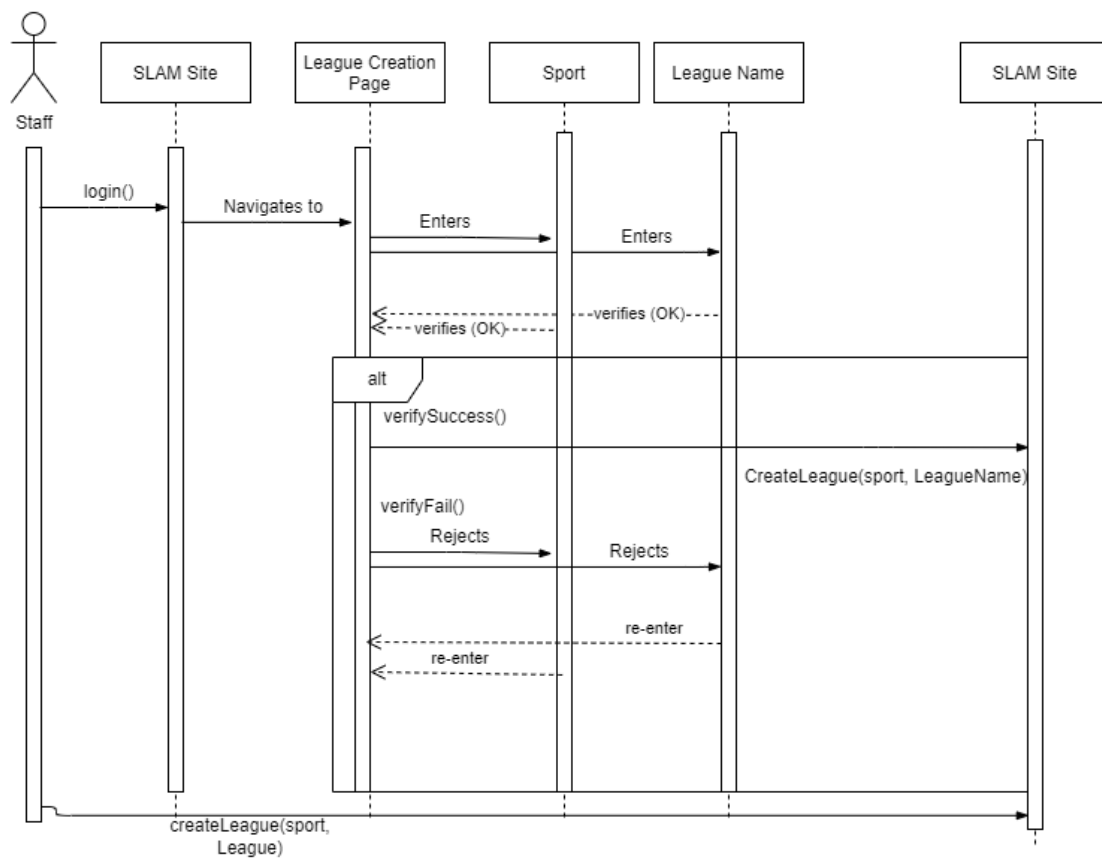 Staff
SLAM Site
League Creation
Page
Sport
League Name
SLAM Site
login()
Navigates to
Enters
Enters
verifies (OK)
verifies (OK)
alt
verifySuccess()
CreateLeague(sport, LeagueName)
verifyFail()
Rejects
Rejects
re-enter
re-enter
createLeague(sport,
League)